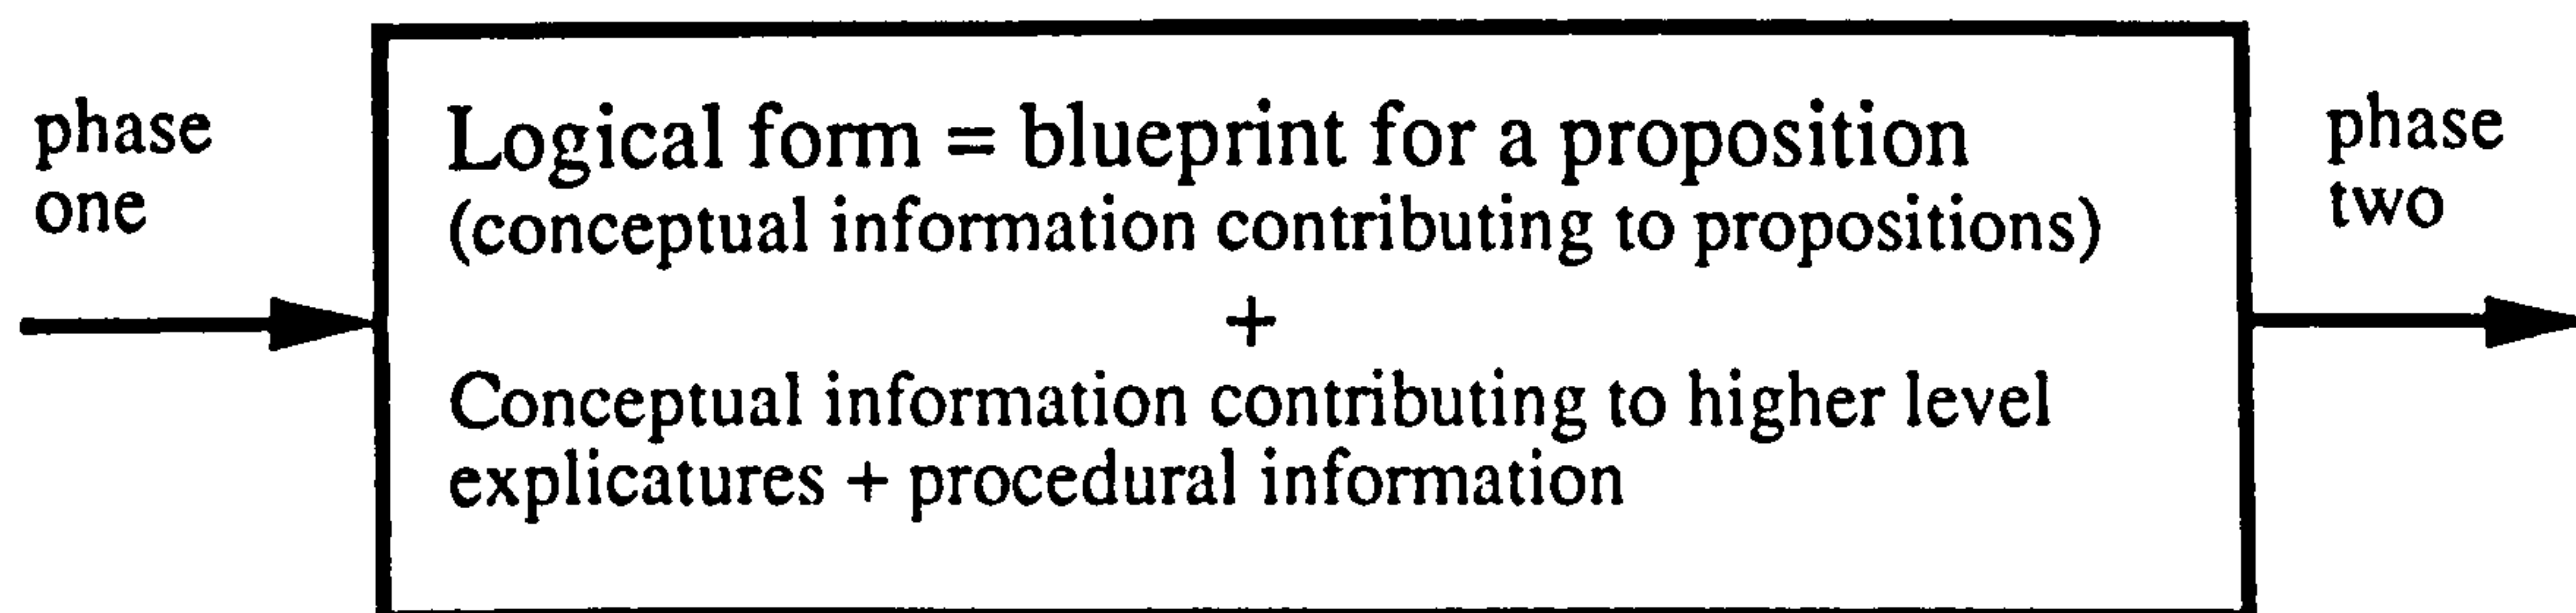 phase
one
Logical form = blueprint for a proposition
(conceptual information contributing to propositions)
+
Conceptual information contributing to higher level
explicatures + procedural information
phase
two